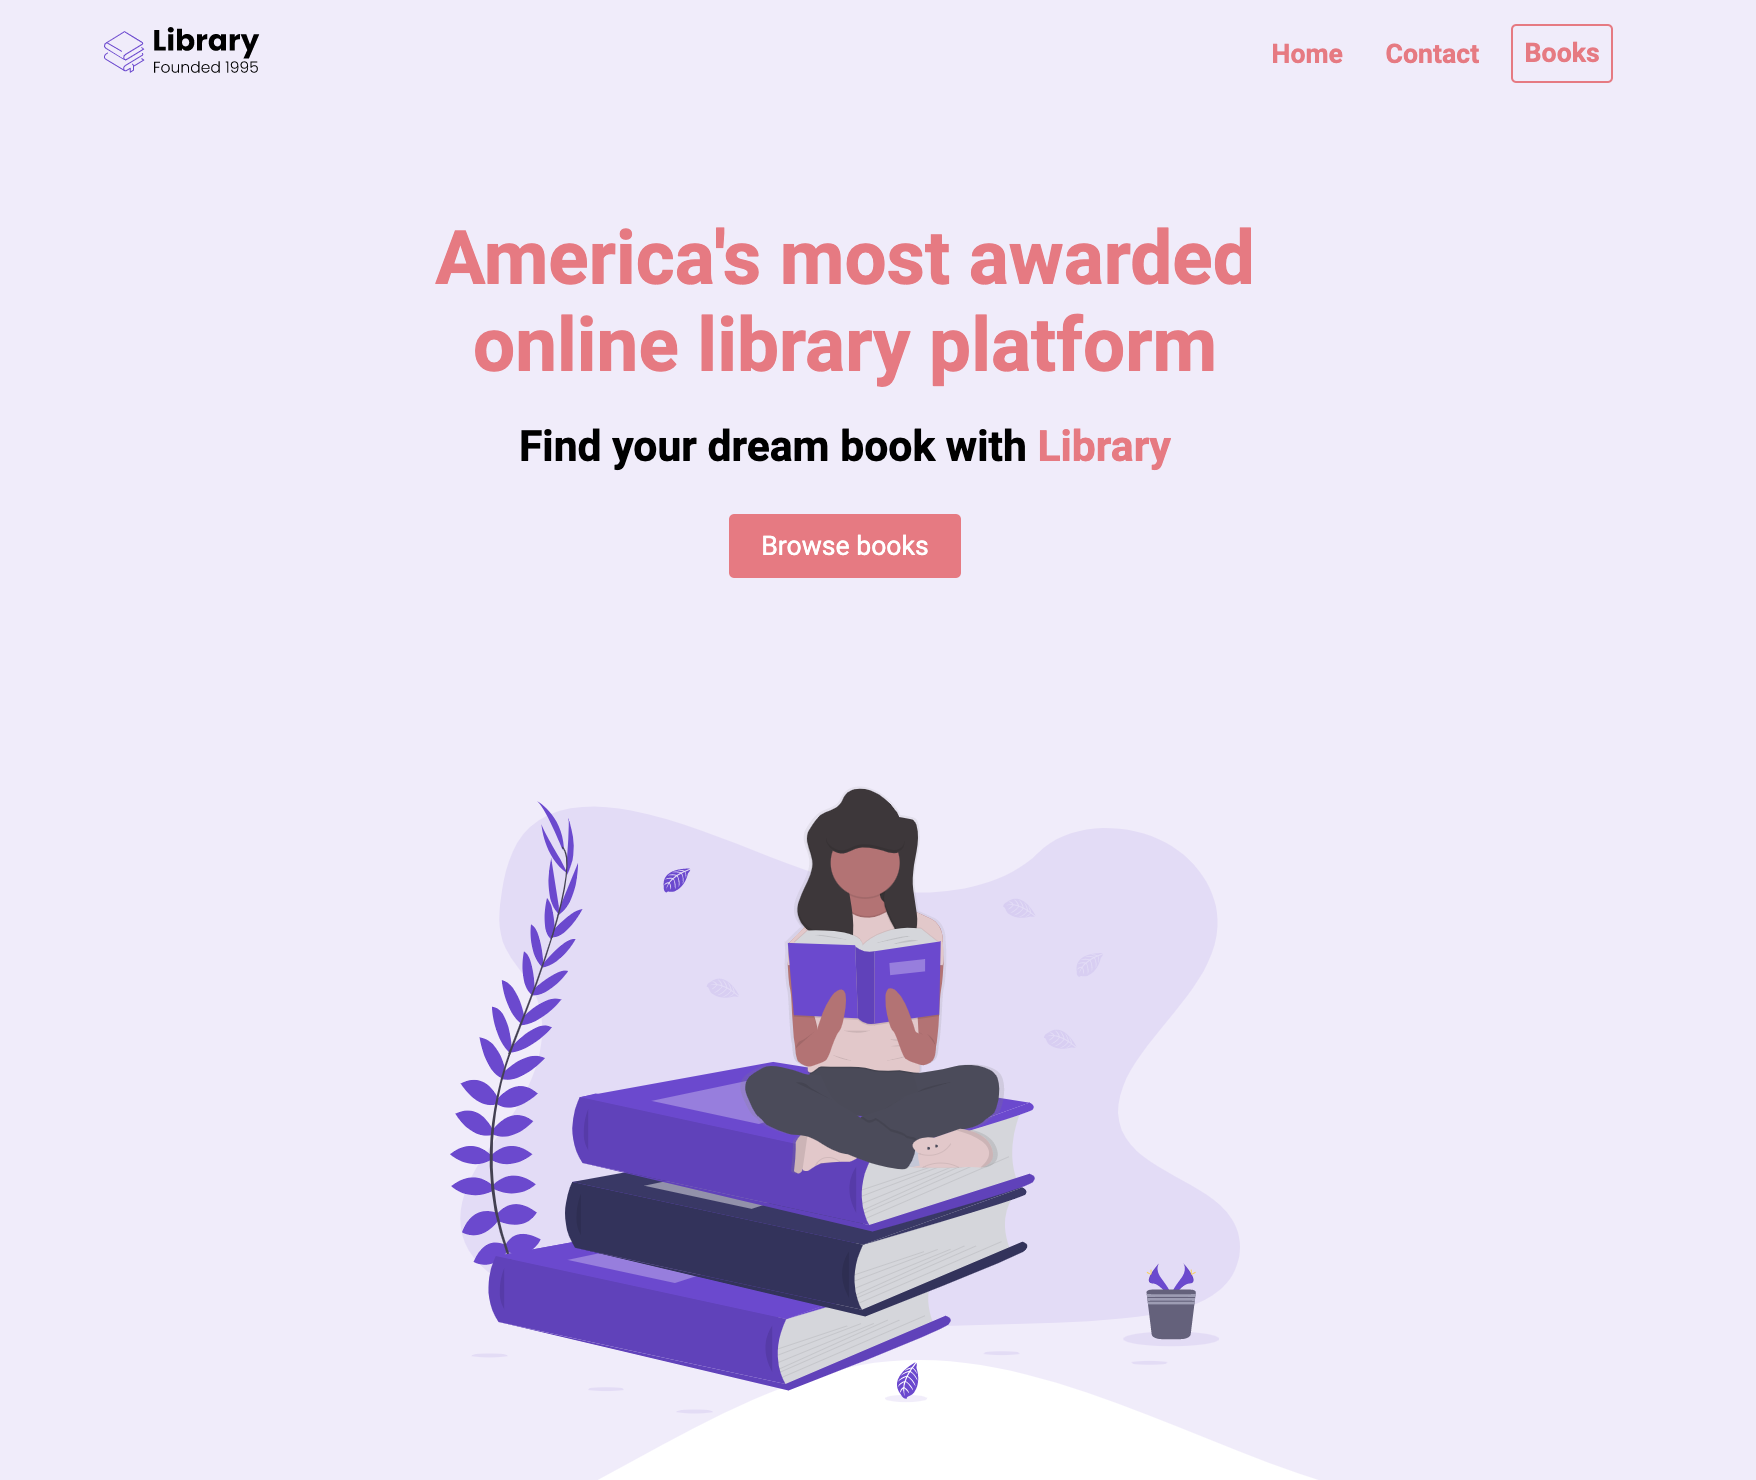 Library
Founded 1995
Home Contact Books
America's most awarded
online library platform
Find your dream book with Library
Browse books